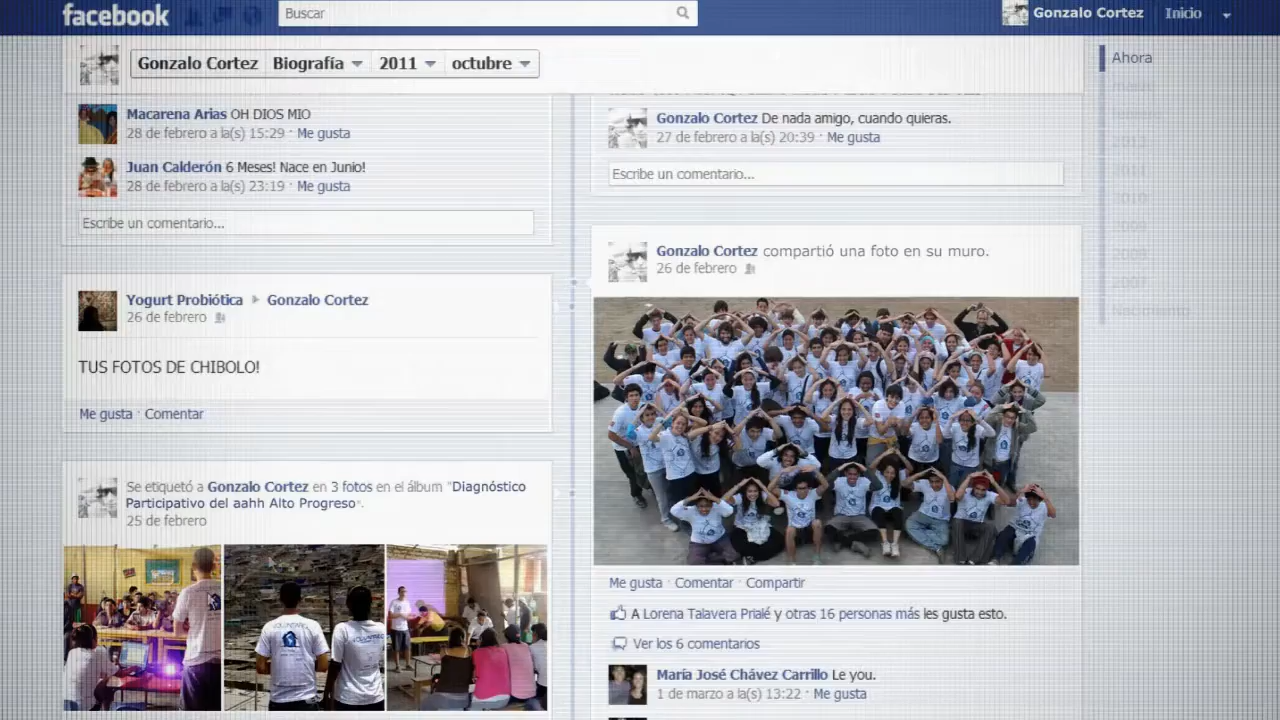 facebook
Buscar
Gonzalo Cortez
Inicio
Gonzalo Cortez
Biografía
2011
octubre
Ahora
2012
2011
2010
2009
2008
2007
Macarena Arias OH DIOS MIO
28 de febrero a la(s) 15:29 · Me gusta
Juan Calderón 6 Meses! Nace en Junio!
28 de febrero a la(s) 23:19 · Me gusta
Escribe un comentario...
Yogurt Probiótica Gonzalo Cortez
26 de febrero
TUS FOTOS DE CHIBOLO!
Me gusta · Comentar
Se etiquetó a Gonzalo Cortez en 3 fotos en el álbum "Diagnóstico
Participativo del aahh Alto Progreso".
25 de febrero
Gonzalo Cortez De nada amigo, cuando quieras.
27 de febrero a la(s) 20:39 · Me gusta
Escribe un comentario...
Gonzalo Cortez compartió una foto en su muro.
26 de febrero
Me gusta · Comentar · Compartir
A Lorena Talavera Prialé y otras 16 personas más les gusta esto.
Ver los 6 comentarios
María José Chávez Carrillo Le you.
1 de marzo a la(s) 13:22 · Me gusta